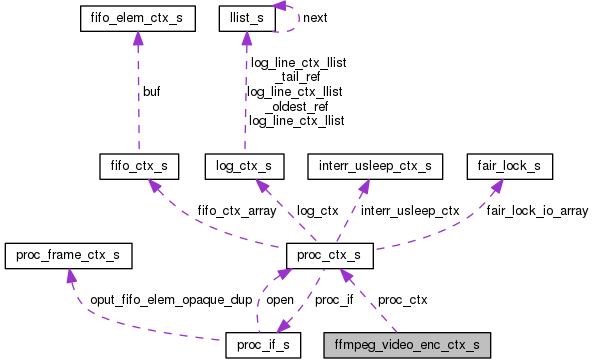 fifo_elem_ctx_s
llist_s
next
log_line_ctx_llist
_tail_ref
log_line_ctx_llist
_oldest_ref
log_line_ctx_llist
buf
fifo_ctx_s
log_ctx_s
interr_usleep_ctx_s
fair_lock_s
fifo_ctx_array
log_ctx
interr_usleep_ctx
fair_lock_io_array
proc_frame_ctx_s
proc_ctx_s
oput_fifo_elem_opaque_dup
open
proc_if
proc_ctx
proc_if_s
ffmpeg_video_enc_ctx_s